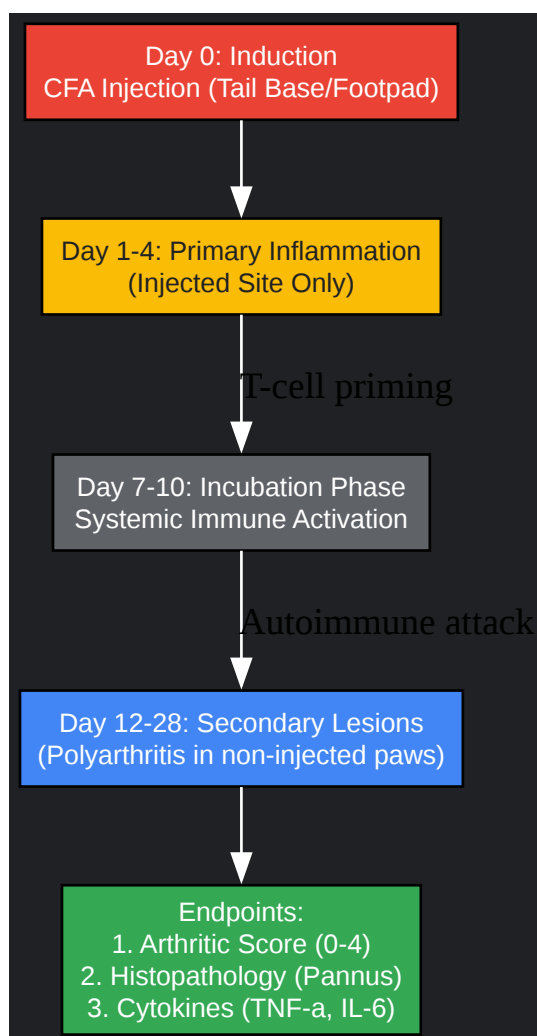 Day 0: Induction
CFA Injection (Tail Base/Footpad)
Day 1-4: Primary Inflammation
(Injected Site Only)
T-cell priming
Day 7-10: Incubation Phase
Systemic Immune Activation
Autoimmune attack
Day 12-28: Secondary Lesions
(Polyarthritis in non-injected paws)
Endpoints:
1. Arthritic Score (0-4)
2. Histopathology (Pannus)
3. Cytokines (TNF-a, IL-6)